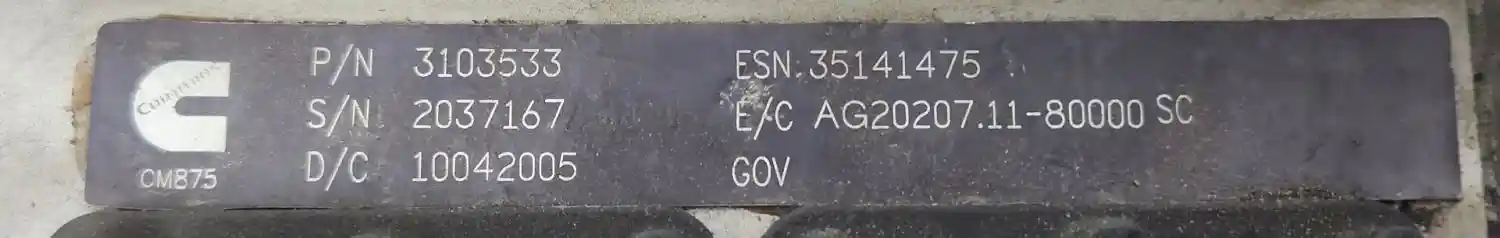 Cummins
CM875
P/N 3103533
S/N 2037167
D/C 10042005
ESN: 35141475
E/C AG20207.11-80000 SC
GOV